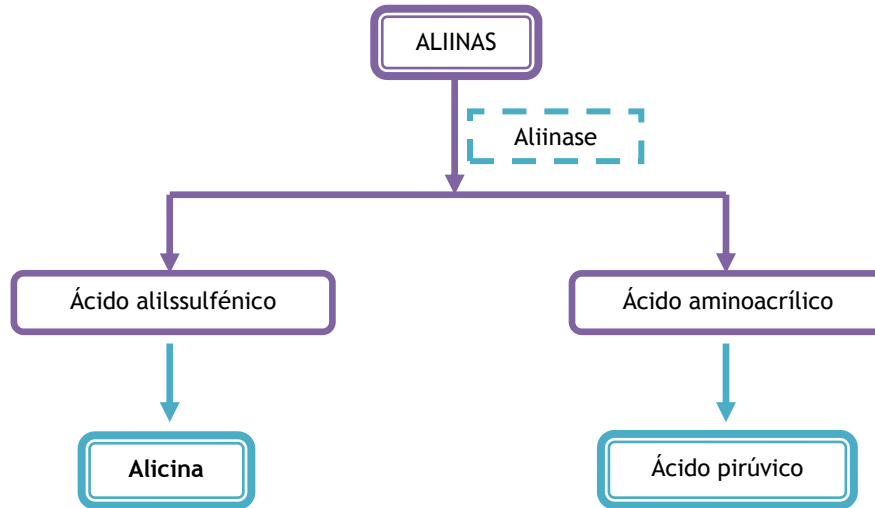 ALIINAS
Aliinase
Ácido alilssulfénico
Ácido aminoacrílico
Alicina
Ácido pirúvico